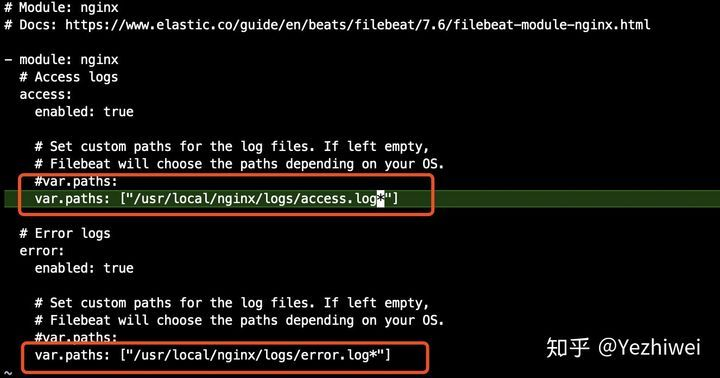 # Module: nginx
# Docs: https://www.elastic.co/guide/en/beats/filebeat/7.6/filebeat-module-nginx.html

- module: nginx
  # Access logs
  access:
    enabled: true

    # Set custom paths for the log files. If left empty,
    # Filebeat will choose the paths depending on your OS.
    #var.paths:
    var.paths: ["/usr/local/nginx/logs/access.log*"]

  # Error logs
  error:
    enabled: true

    # Set custom paths for the log files. If left empty,
    # Filebeat will choose the paths depending on your OS.
    #var.paths:
    var.paths: ["/usr/local/nginx/logs/error.log*"]
~
知乎 @Yezhiwei